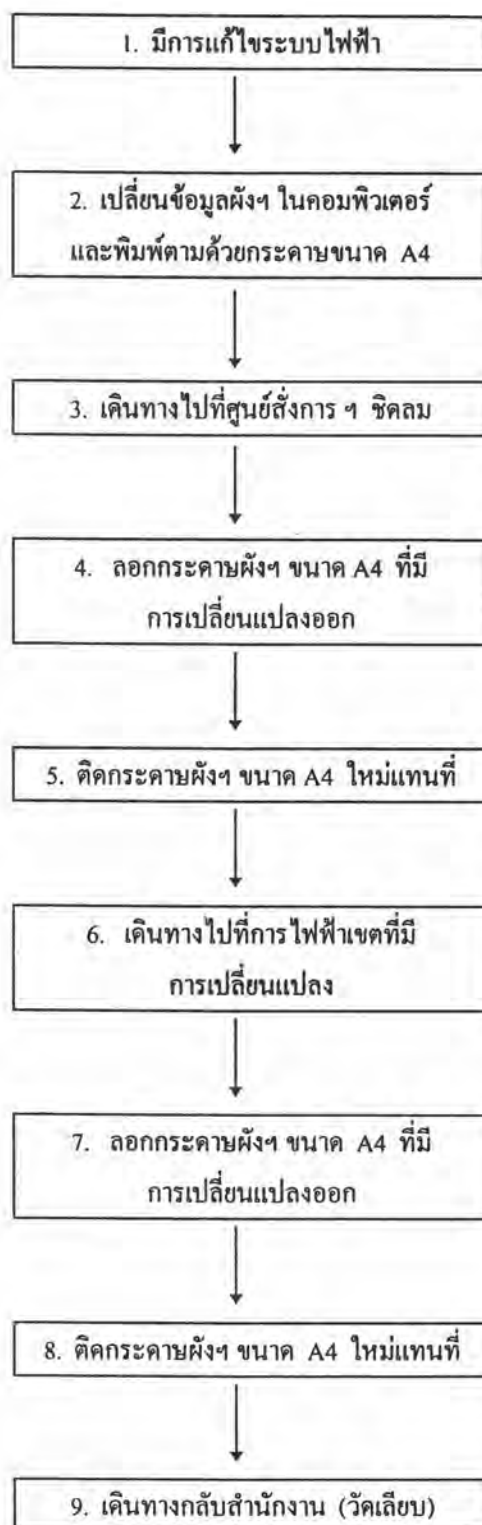 1. มีการแก้ไขระบบไฟฟ้า
2. เปลี่ยนข้อมูลผังฯ ในคอมพิวเตอร์
และพิมพ์ตามด้วยกระดาษขนาด A4
3. เดินทางไปที่ศูนย์สั่งการ ฯ ชิดลม
4. ลอกกระดาษผังฯ ขนาด A4 ที่มี
การเปลี่ยนแปลงออก
5. ติดกระดาษผังฯ ขนาด A4 ใหม่แทนที่
6. เดินทางไปที่การไฟฟ้าเขตที่มี
การเปลี่ยนแปลง
7. ลอกกระดาษผังฯ ขนาด A4 ที่มี
การเปลี่ยนแปลงออก
8. ติดกระดาษผังฯ ขนาด A4 ใหม่แทนที่
9. เดินทางกลับสำนักงาน (วัดเลียบ)